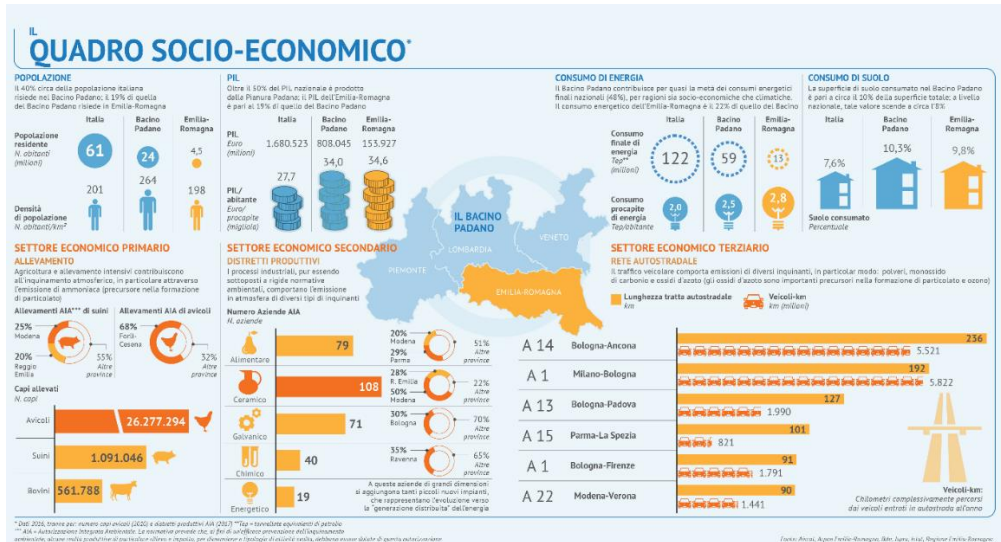 IL
QUADRO SOCIO-ECONOMICO*
POPOLAZIONE
Il 40% circa della popolazione italiana
risiede nel Bacino Padano; il 19% di quella
del Bacino Padano risiede in Emilia-Romagna
Italia
Bacino
Padano
Emilia-
Romagna
Popolazione
residente
N. abitanti
(milioni)
61
24
4,5
201
264
198
Densità
di popolazione
N. abitanti/km²
PIL
Oltre il 50% del PIL nazionale è prodotto
dalla Pianura Padana; il PIL dell'Emilia-Romagna
è pari al 19% di quello del Bacino Padano
Italia
Bacino
Padano
Emilia-
Romagna
PIL
Euro
(milioni)
1.680.523
808.045
153.927
27,7
34,0
34,6
PIL/
abitante
Euro/
procapite
(migliaia)
CONSUMO DI ENERGIA
Il Bacino Padano contribuisce per quasi la metà dei consumi energetici
finali nazionali (48%), per ragioni sia socio-economiche che climatiche.
Il consumo energetico dell'Emilia-Romagna è il 22% di quello del Bacino
Italia
Bacino
Padano
Emilia-
Romagna
Consumo
finale di
energia
Tep**
(milioni)
122
59
13
Consumo
procapite
di energia
Tep/abitante
2,0
2,5
2,8
CONSUMO DI SUOLO
La superficie di suolo consumato nel Bacino Padano
è pari a circa il 10% della superficie totale; a livello
nazionale, tale valore scende a circa l'8%
Italia
Bacino
Padano
Emilia-
Romagna
7,6%
10,3%
9,8%
Suolo consumato
Percentuale
IL BACINO
PADANO
PIEMONTE
LOMBARDIA
VENETO
EMILIA-ROMAGNA
SETTORE ECONOMICO PRIMARIO
ALLEVAMENTO
Agricoltura e allevamento intensivi contribuiscono
all'inquinamento atmosferico, in particolare attraverso
l'emissione di ammoniaca (precursore nella formazione
di particolato)
Allevamenti AIA*** di suini
25%
Modena
20%
Reggio
Emilia
55%
Altre
province
Allevamenti AIA di avicoli
68%
Forlì-
Cesena
32%
Altre
province
Capi allevati
N. capi
Avicoli
26.277.294
Suini
1.091.046
Bovini
561.788
SETTORE ECONOMICO SECONDARIO
DISTRETTI PRODUTTIVI
I processi industriali, pur essendo
sottoposti a rigide normative
ambientali, comportano l'emissione
in atmosfera di diversi tipi di inquinanti
Numero Aziende AIA
N. aziende
Alimentare
79
20%
Modena
29%
Parma
51%
Altre
province
Ceramico
108
28%
R. Emilia
50%
Modena
22%
Altre
province
Galvanico
71
30%
Bologna
70%
Altre
province
Chimico
40
35%
Ravenna
65%
Altre
province
Energetico
19
A queste aziende di grandi dimensioni
si aggiungono tanti piccoli nuovi impianti,
che rappresentano l'evoluzione verso
la "generazione distribuita" dell'energia
SETTORE ECONOMICO TERZIARIO
RETE AUTOSTRADALE
Il traffico veicolare comporta emissioni di diversi inquinanti, in particolar modo: polveri, monossido
di carbonio e ossidi d'azoto (gli ossidi d'azoto sono importanti precursori nella formazione di particolato e ozono)
Lunghezza tratta autostradale
km
Veicoli-km
km (milioni)
A 14 Bologna-Ancona
236
5.521
A 1 Milano-Bologna
192
5.822
A 13 Bologna-Padova
127
1.990
A 15 Parma-La Spezia
101
821
A 1 Bologna-Firenze
91
1.791
A 22 Modena-Verona
90
1.441
Veicoli-km:
Chilometri complessivamente percorsi
dai veicoli entrati in autostrada all'anno
* Dati 2016, tranne per: numero capi avicoli (2010) e distretti produttivi AIA (2017) **Tep = tonnellate equivalenti di petrolio
*** AIA = Autorizzazione Integrata Ambientale.